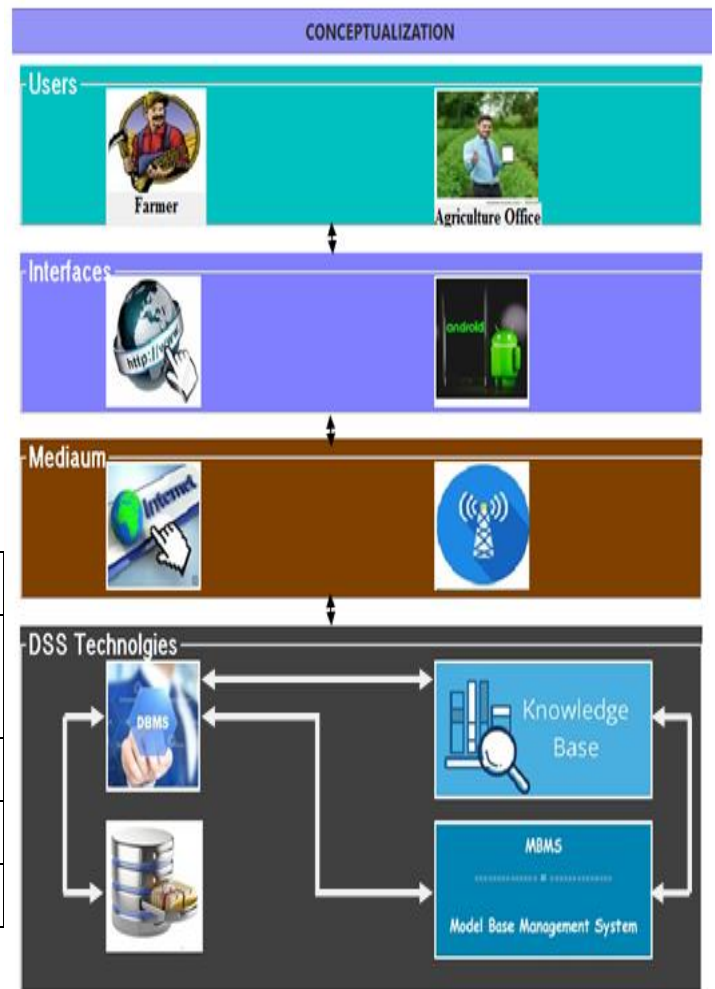 CONCEPTUALIZATION
Users
Farmer
Agriculture Office
Interfaces
http://www
android
Mediaum
Internet
DSS Technolgies
DBMS
Knowledge
Base
MBMS
Model Base Management System